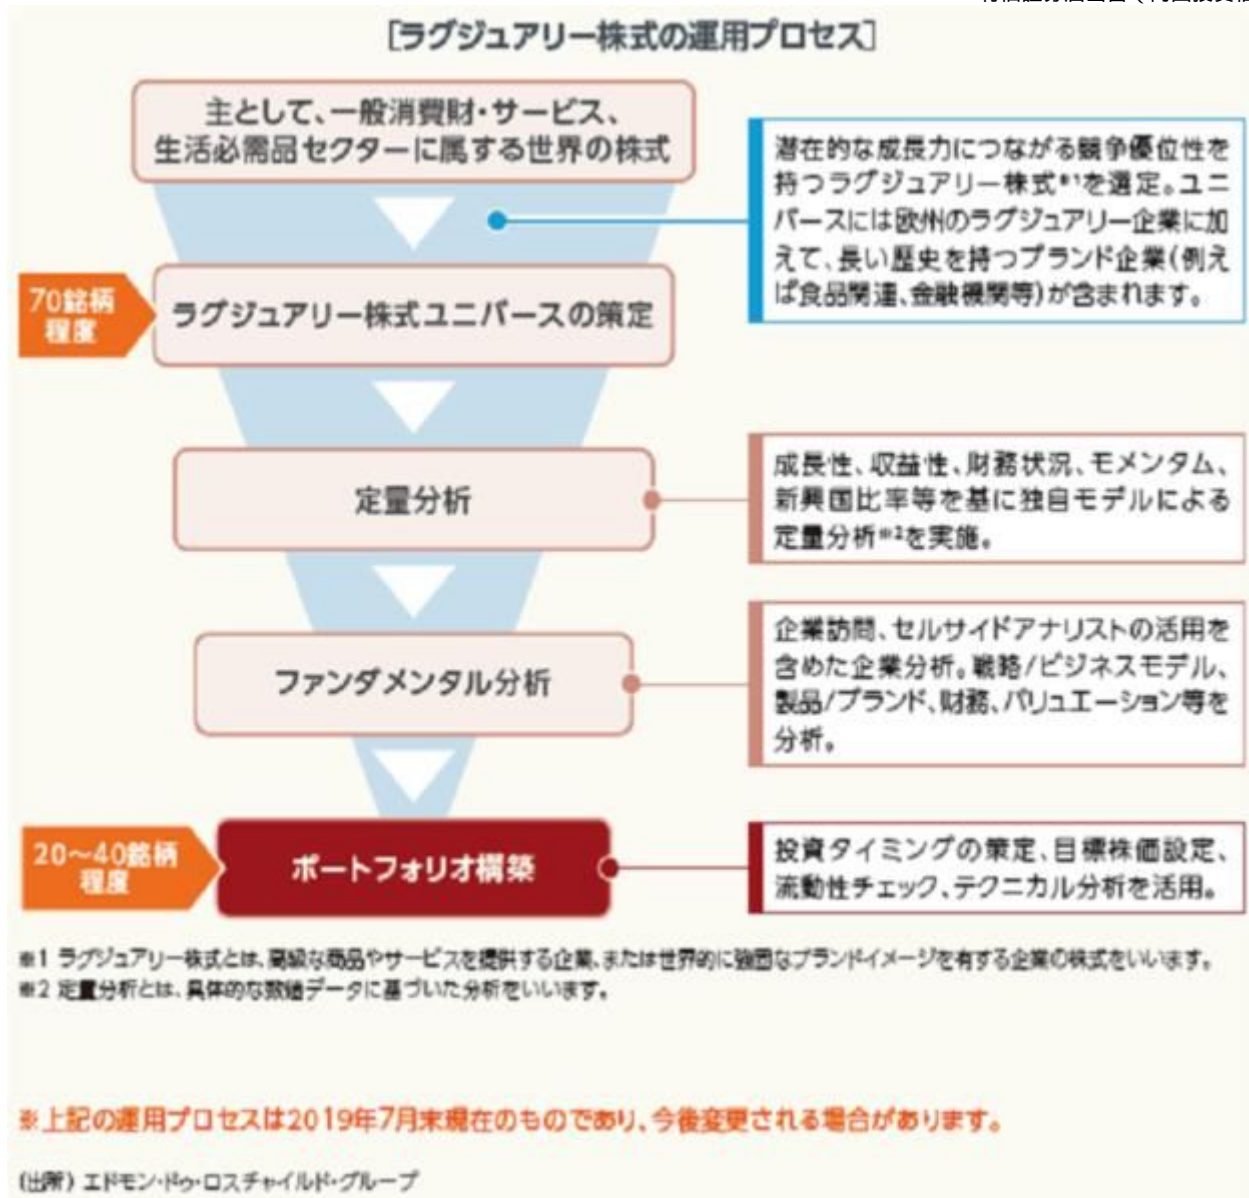 ［ラグジュアリー株式の運用プロセス］
主として、一般消費財・サービス、
生活必需品セクターに属する世界の株式
潜在的な成長力につながる競争優位性を
持つラグジュアリー株式※1を選定。ユニ
バースには欧州のラグジュアリー企業に加
えて、長い歴史を持つブランド企業(例え
ば食品関連、金融機関等)が含まれます。
70銘柄
程度
ラグジュアリー株式ユニバースの策定
定量分析
成長性、収益性、財務状況、モメンタム、
新興国比率等を基に独自モデルによる
定量分析※2を実施。
ファンダメンタル分析
企業訪問、セルサイドアナリストの活用を
含めた企業分析。戦略/ビジネスモデル、
製品/ブランド、財務、バリュエーション等を
分析。
20～40銘柄
程度
ポートフォリオ構築
投資タイミングの策定、目標株価設定、
流動性チェック、テクニカル分析を活用。
※1 ラグジュアリー株式とは、高級な商品やサービスを提供する企業、または世界的に強固なブランドイメージを有する企業の株式をいいます。
※2 定量分析とは、具体的な数値データに基づいた分析をいいます。
※上記の運用プロセスは2019年7月末現在のものであり、今後変更される場合があります。
(出所) エドモン・ドゥ・ロスチャイルド・グループ